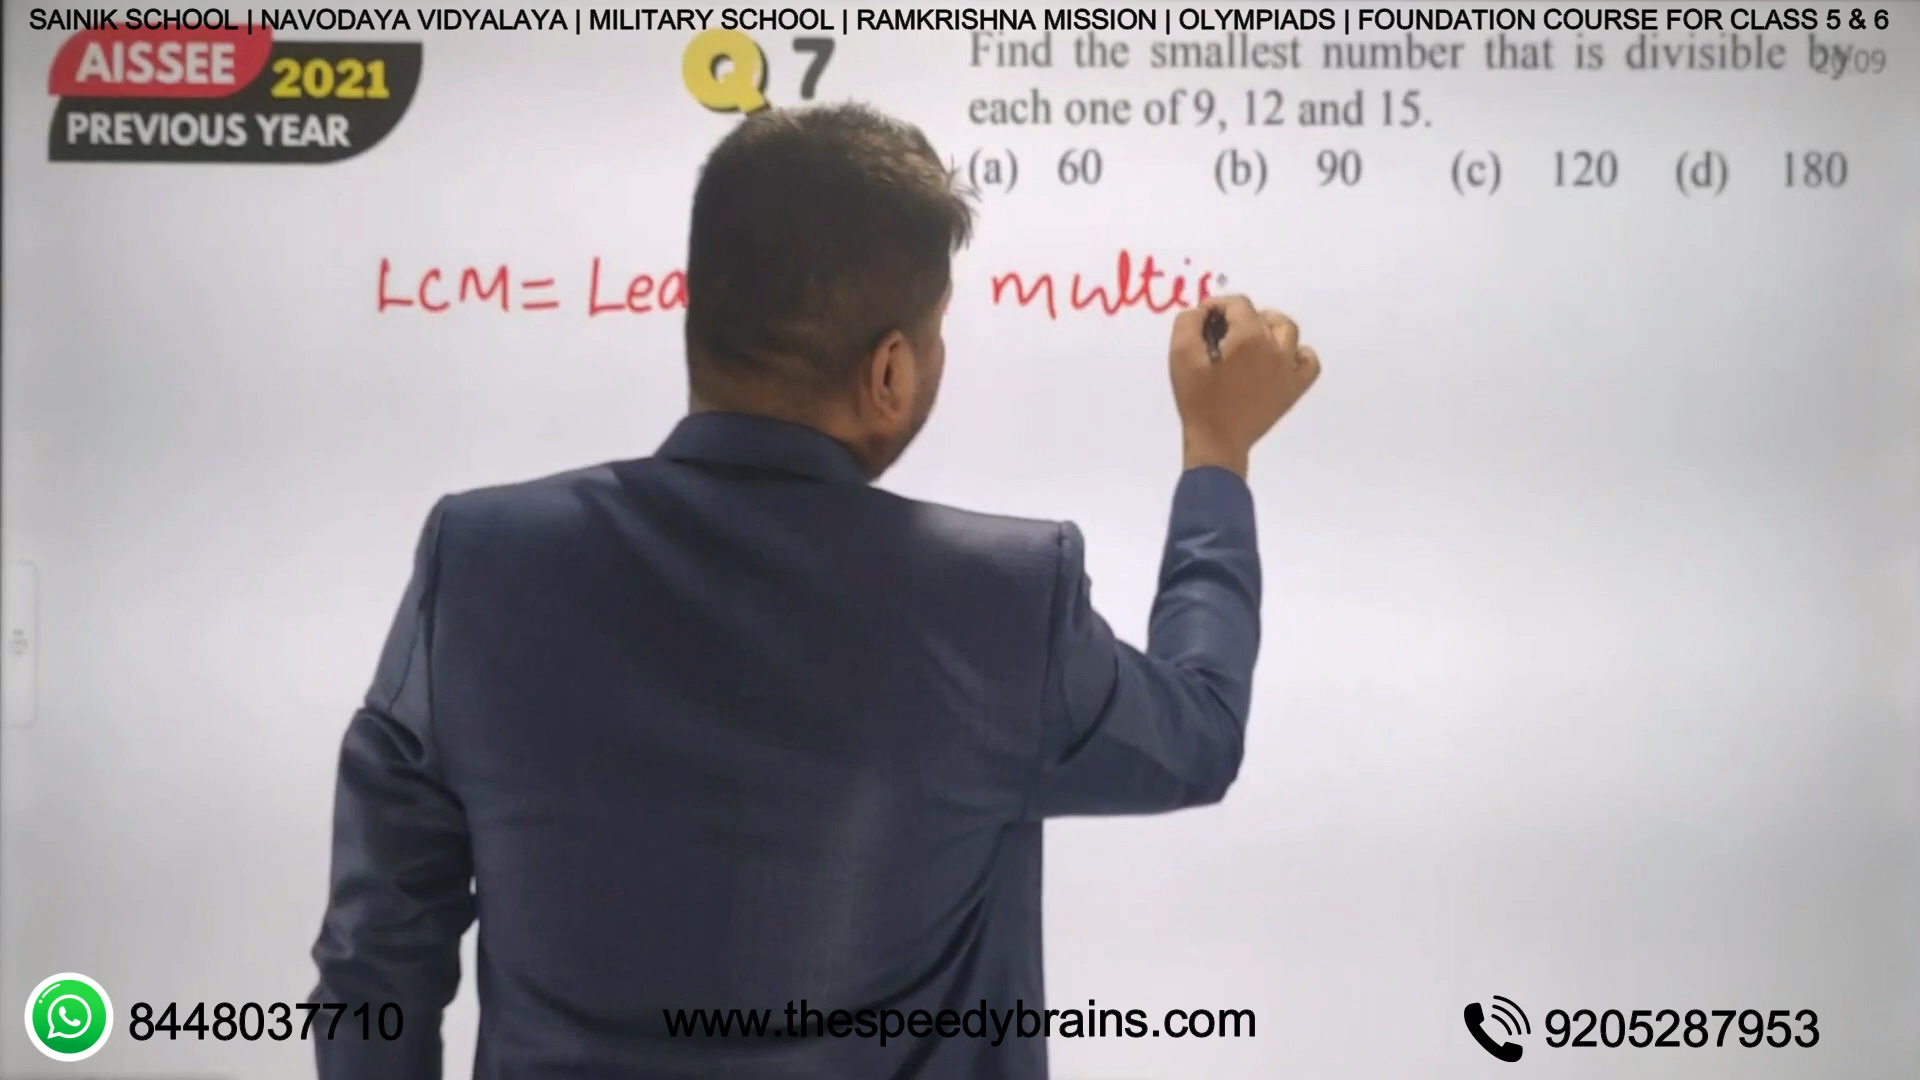 SAINIK SCHOOL | NAVODAYA VIDYALAYA | MILITARY SCHOOL | RAMKRISHNA MISSION | OLYMPIADS | FOUNDATION COURSE FOR CLASS 5 & 6
AISSEE 2021
PREVIOUS YEAR
Q 7
Find the smallest number that is divisible by
each one of 9, 12 and 15.
(a) 60 (b) 90 (c) 120 (d) 180
LCM = Lea multip
8448037710
www.thespeedybrains.com
9205287953